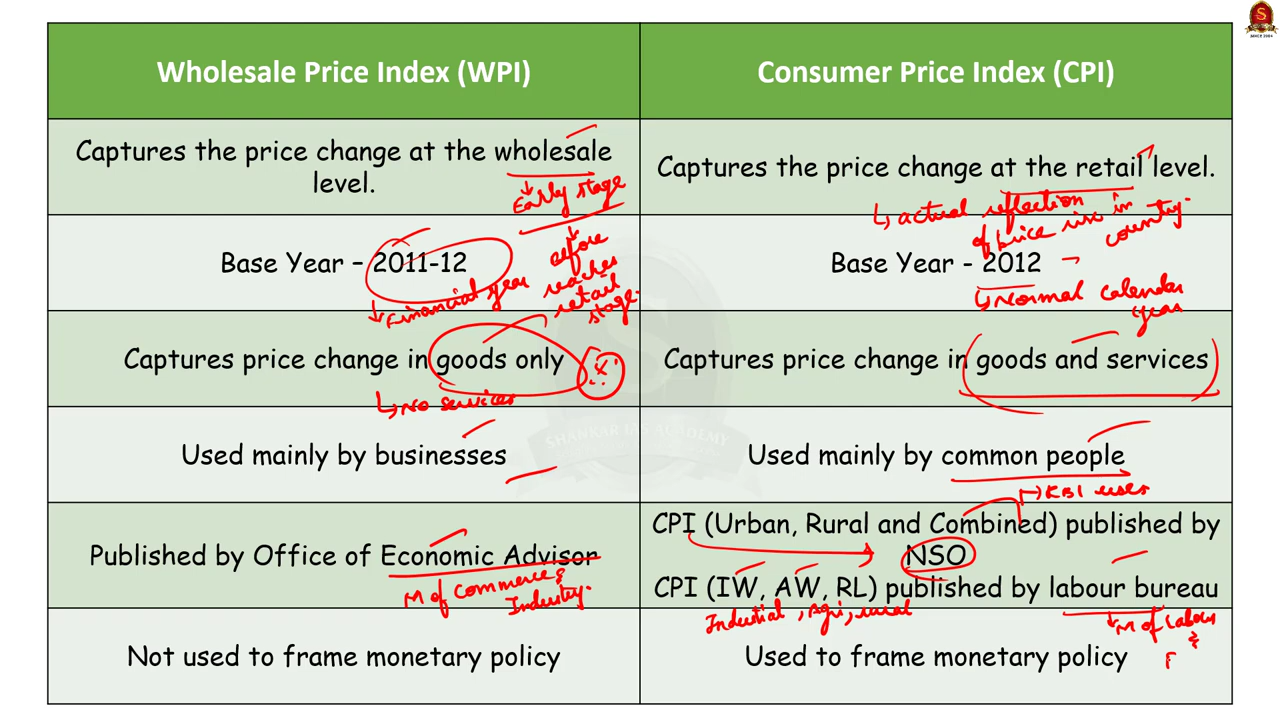 S
SINCE 2004
Wholesale Price Index (WPI)
Consumer Price Index (CPI)
Captures the price change at the wholesale
level.
Early stage
before
reaches
retail
stage.
Captures the price change at the retail level.
actual reflection
of price rise in
country.
Base Year – 2011-12
Financial year
Base Year - 2012
Normal calendar
year
Captures price change in goods only
No services
Captures price change in goods and services
SHANKAR IAS ACADEMY
Used mainly by businesses
Used mainly by common people
RBI uses
Published by Office of Economic Advisor
M of Commerce &
Industry.
CPI (Urban, Rural and Combined) published by
NSO
CPI (IW, AW, RL) published by labour bureau
Industrial, Agri, rural
M of Labour
&
Not used to frame monetary policy
Used to frame monetary policy